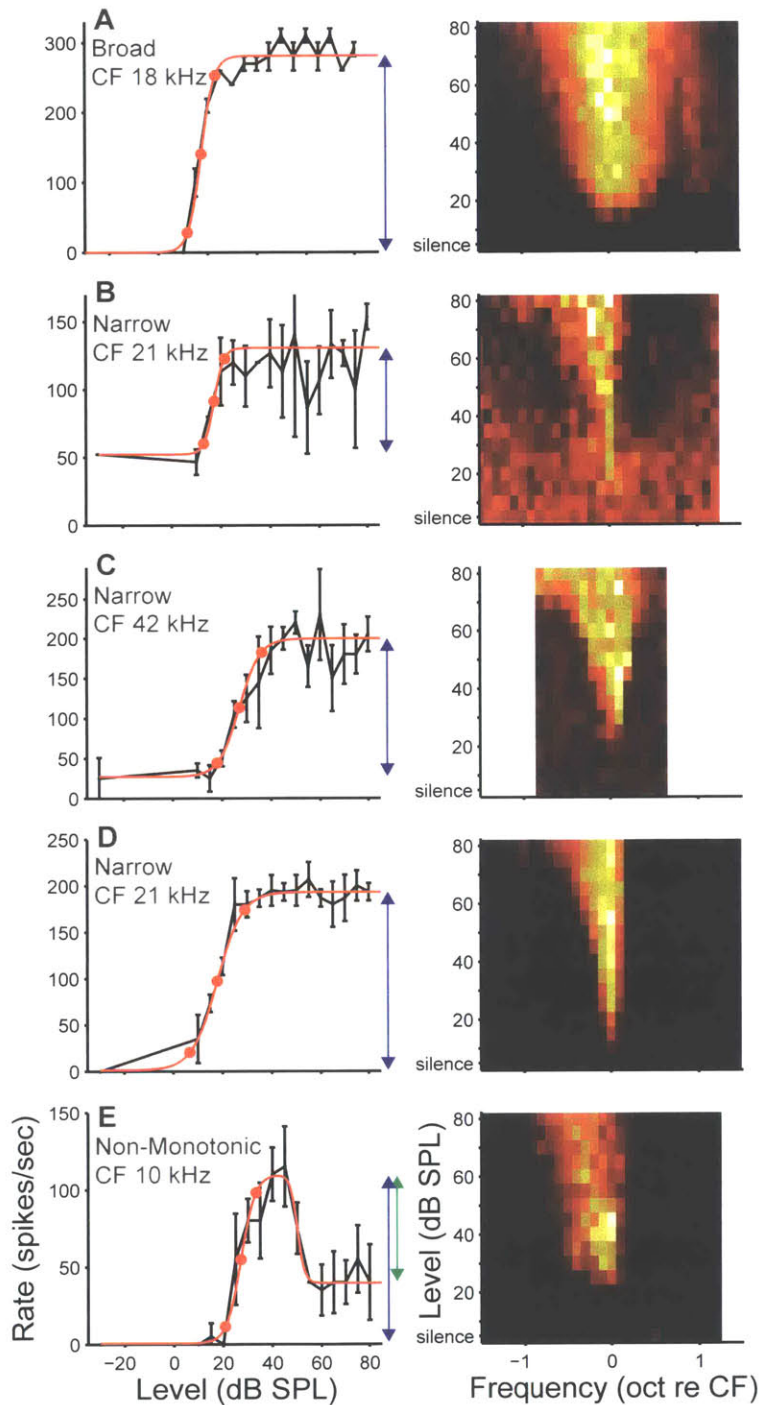 A
Broad
CF 18 kHz
300
200
100
0
80
60
40
20
silence
B
Narrow
CF 21 kHz
150
100
50
0
80
60
40
20
silence
C
Narrow
CF 42 kHz
250
200
150
100
50
0
80
60
40
20
silence
D
Narrow
CF 21 kHz
250
200
150
100
50
0
80
60
40
20
silence
E
Non-Monotonic
CF 10 kHz
150
100
50
0
Rate (spikes/sec)
−20 0 20 40 60 80
Level (dB SPL)
Level (dB SPL)
80
60
40
20
silence
−1 0 1
Frequency (oct re CF)